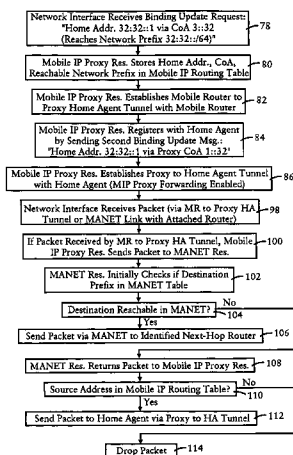 Network Interface Receives Binding Update Request:
"Home Addr. 32:32::1 via CoA 3::32
(Reaches Network Prefix 32:32::/64)"
78
Mobile IP Proxy Res. Stores Home Addr., CoA,
Reachable Network Prefix in Mobile IP Routing Table
80
Mobile IP Proxy Res. Establishes Mobile Router to
Proxy Home Agent Tunnel with Mobile Router
82
Mobile IP Proxy Res. Registers with Home Agent
by Sending Second Binding Update Msg.:
"Home Addr. 32:32::1 via Proxy CoA 1::32"
84
Mobile IP Proxy Res. Establishes Proxy to Home Agent Tunnel
with Home Agent (MIP Proxy Forwarding Enabled)
86
Network Interface Receives Packet (via MR to Proxy HA
Tunnel or MANET Link with Attached Router)
98
If Packet Received by MR to Proxy HA Tunnel, Mobile
IP Proxy Res. Sends Packet to MANET Res.
100
MANET Res. Initially Checks if Destination
Prefix in MANET Table
102
Destination Reachable in MANET?
No
104
Yes
Send Packet via MANET to Identified Next-Hop Router
106
MANET Res. Returns Packet to Mobile IP Proxy Res.
108
Source Address in Mobile IP Routing Table?
No
110
Yes
Send Packet to Home Agent via Proxy to HA Tunnel
112
Drop Packet
114